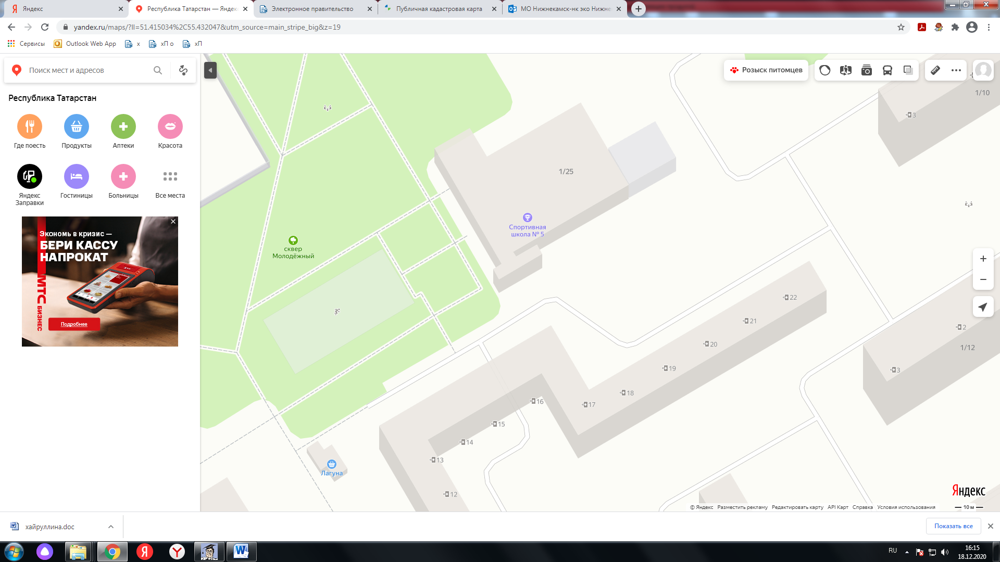 Яндекс
Республика Татарстан — Яндекс
Электронное правительство
Публичная кадастровая карта
МО Нижнекамск-нк эко Нижне
yandex.ru/maps/?ll=51.415034%2C55.432047&utm_source=main_stripe_big&z=19
Сервисы
Outlook Web App
х
хП о
хП
Поиск мест и адресов
Розыск питомцев
Республика Татарстан
Где поесть
Продукты
Аптеки
Красота
Яндекс
Заправки
Гостиницы
Больницы
Все места
Экономь в кризис —
БЕРИ КАССУ
НАПРОКАТ
МТС БИЗНЕС
Подробнее
1/10
3
1/25
Спортивная
школа № 5
сквер
Молодёжный
22
21
20
19
18
17
16
15
14
13
12
2
1/12
3
Лагуна
Яндекс
© Яндекс
Разместить рекламу
Редактировать карту
API Карт
Справка
Условия использования
10 м
хайруллина.doc
Показать все
RU
16:15
18.12.2020